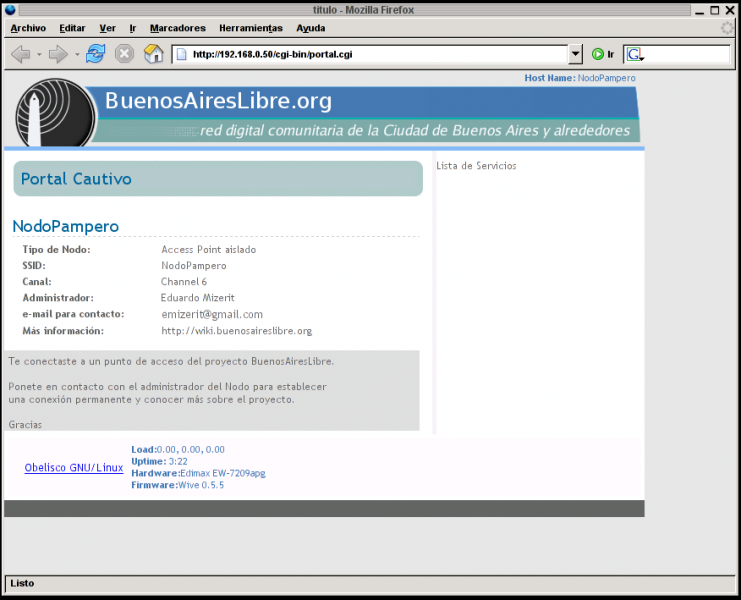 titulo - Mozilla Firefox
Archivo Editar Ver Ir Marcadores Herramientas Ayuda
http://192.168.0.50/cgi-bin/portal.cgi Ir G
Host Name: NodoPampero
BuenosAiresLibre.org
red digital comunitaria de la Ciudad de Buenos Aires y alrededores
Portal Cautivo
Lista de Servicios
NodoPampero
Tipo de Nodo: Access Point aislado
SSID: NodoPampero
Canal: Channel 6
Administrador: Eduardo Mizerit
e-mail para contacto: emizerit@gmail.com
Más información: http://wiki.buenosaireslibre.org
Te conectaste a un punto de acceso del proyecto BuenosAiresLibre.
Ponete en contacto con el administrador del Nodo para establecer
una conexión permanente y conocer más sobre el proyecto.
Gracias
Obelisco GNU/Linux
Load:0.00, 0.00, 0.00
Uptime: 3:22
Hardware:Edimax EW-7209apg
Firmware:Wive 0.5.5
Listo